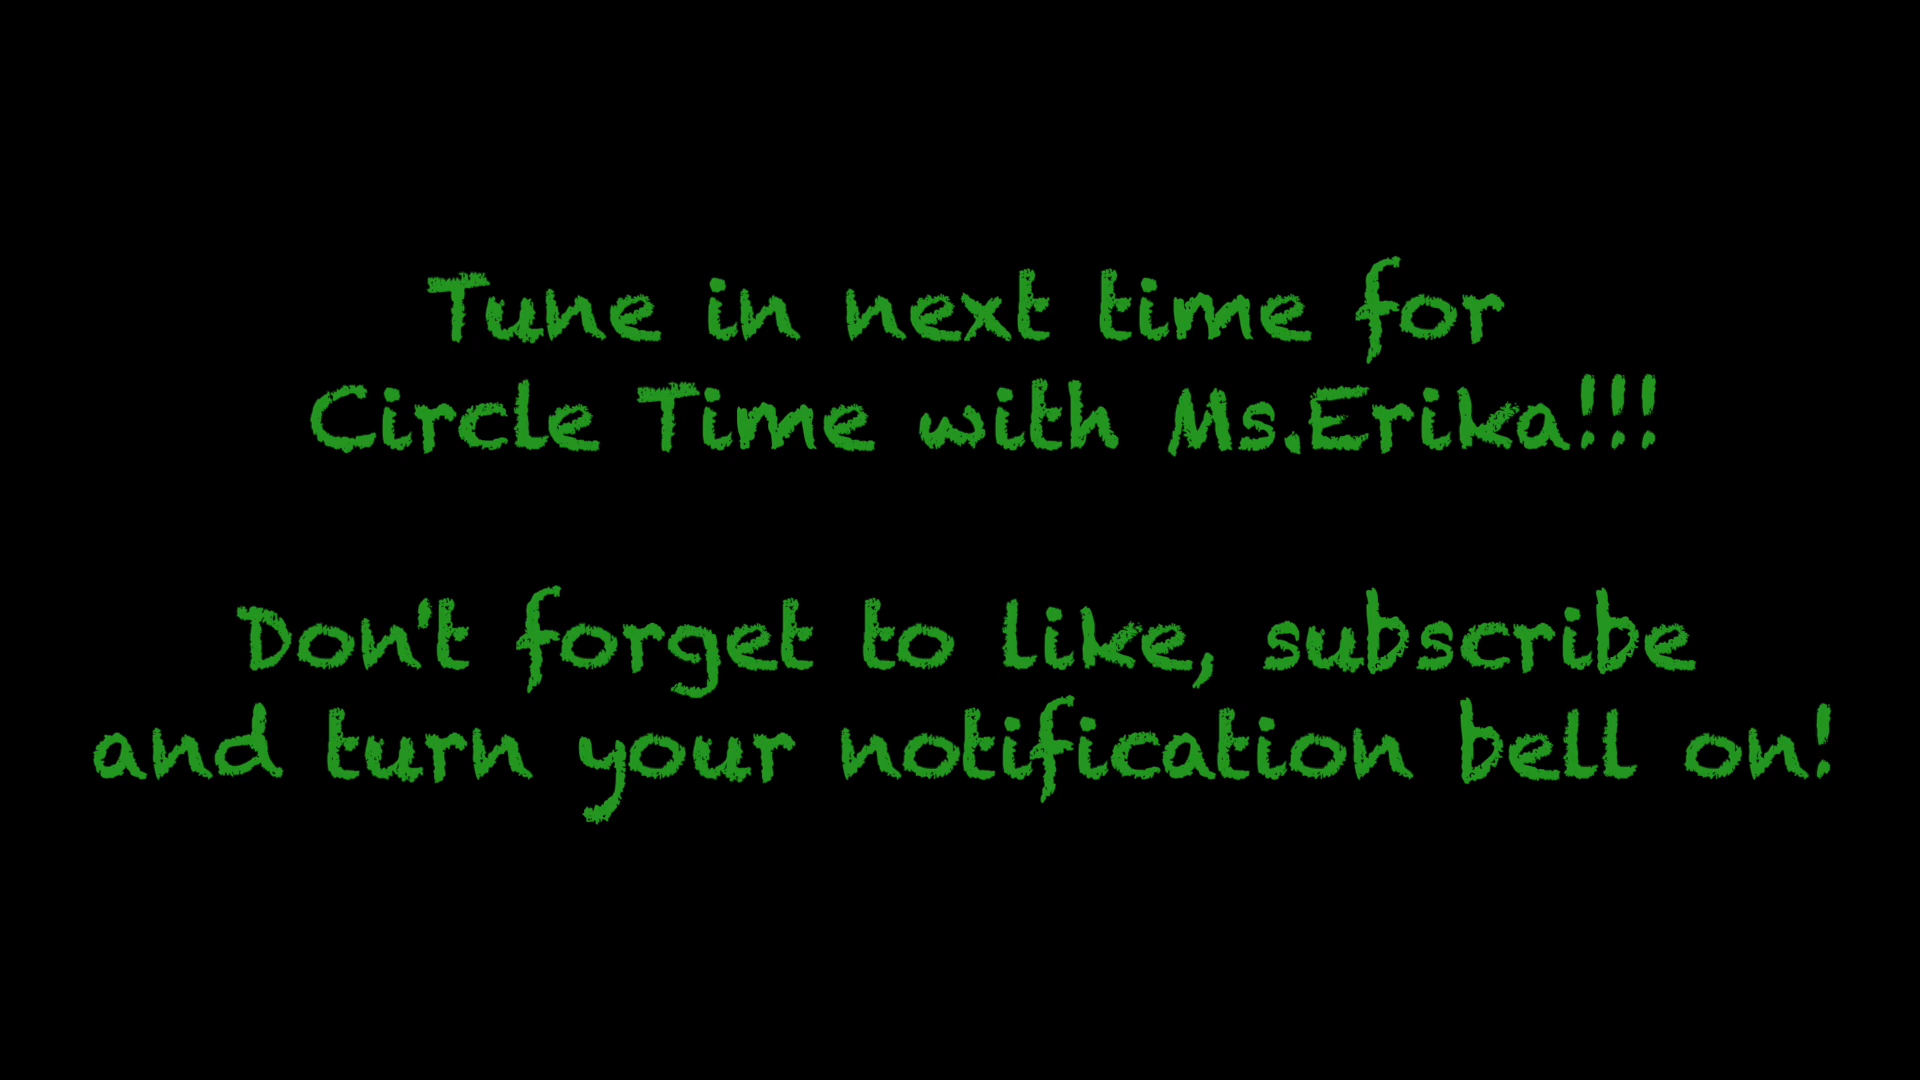 Tune in next time for
Circle Time with Ms.Erika!!!
Don't forget to like, subscribe
and turn your notification bell on!